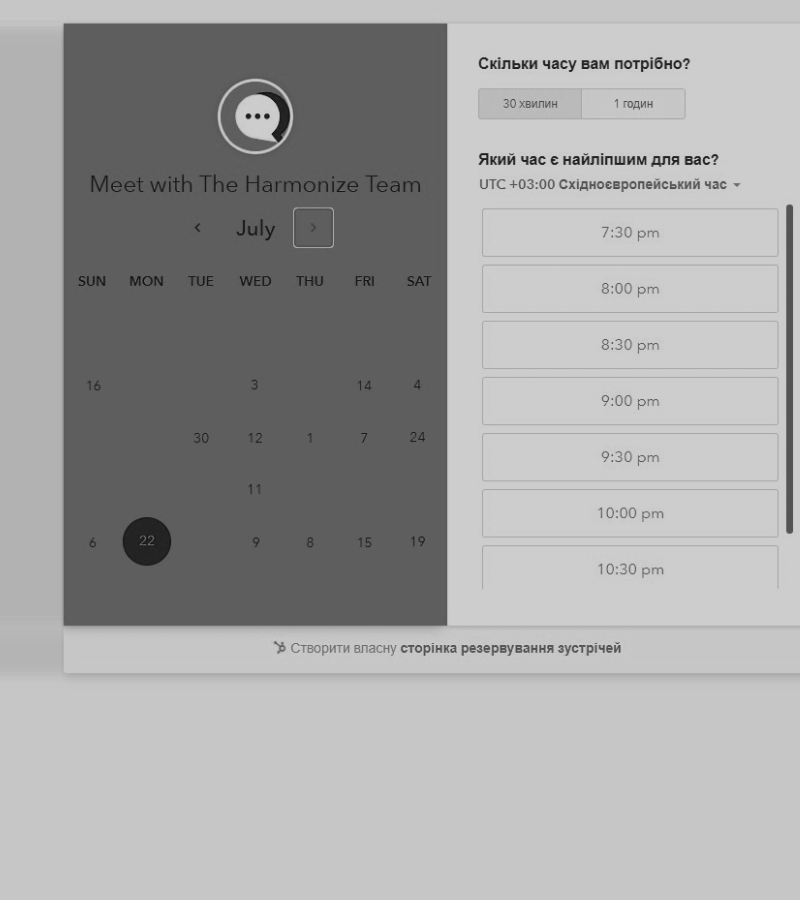 Meet with The Harmonize Team
July
SUN MON TUE WED THU FRI SAT
16 3 14 4
30 12 1 7 24
11
6 22 9 8 15 19
Скільки часу вам потрібно?
30 хвилин 1 годин
Який час є найліпшим для вас?
UTC +03:00 Східноєвропейський час
7:30 pm
8:00 pm
8:30 pm
9:00 pm
9:30 pm
10:00 pm
10:30 pm
Створити власну сторінка резервування зустрічей